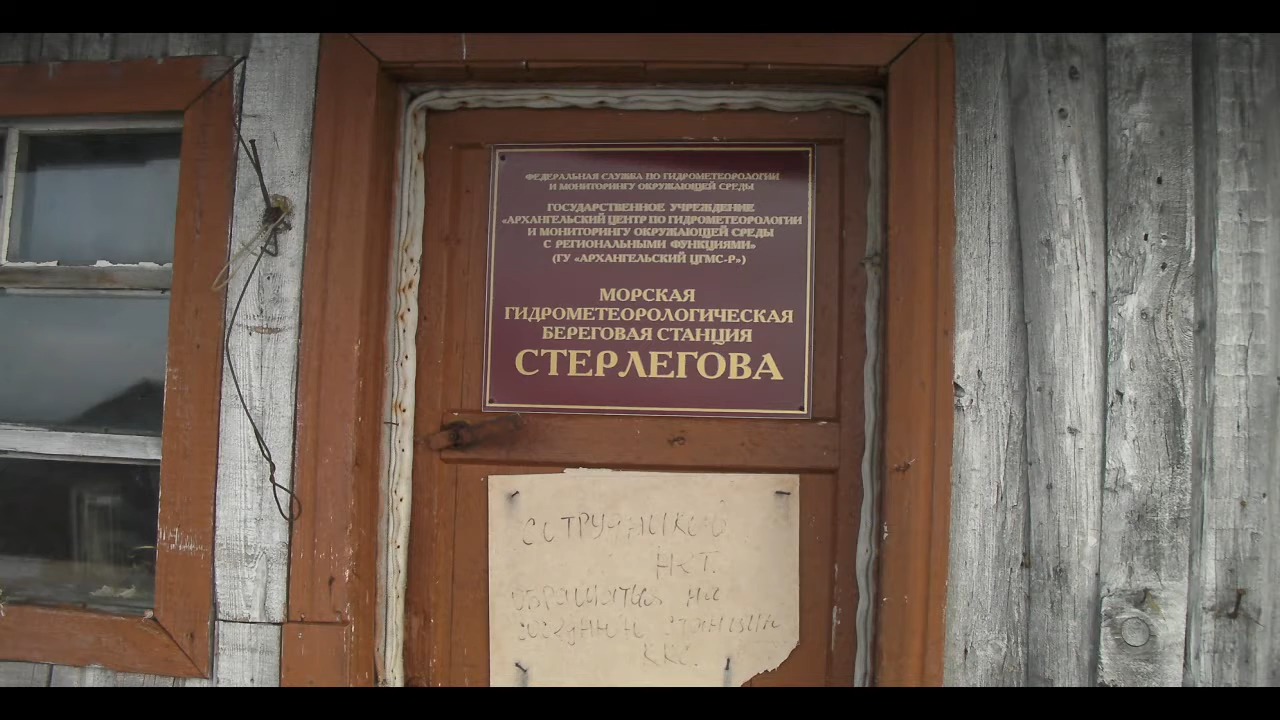 ФЕДЕРАЛЬНАЯ СЛУЖБА ПО ГИДРОМЕТЕОРОЛОГИИ
И МОНИТОРИНГУ ОКРУЖАЮЩЕЙ СРЕДЫ
ГОСУДАРСТВЕННОЕ УЧРЕЖДЕНИЕ
«АРХАНГЕЛЬСКИЙ ЦЕНТР ПО ГИДРОМЕТЕОРОЛОГИИ
И МОНИТОРИНГУ ОКРУЖАЮЩЕЙ СРЕДЫ
С РЕГИОНАЛЬНЫМИ ФУНКЦИЯМИ»
(ГУ «АРХАНГЕЛЬСКИЙ ЦГМС-Р»)
МОРСКАЯ
ГИДРОМЕТЕОРОЛОГИЧЕСКАЯ
БЕРЕГОВАЯ СТАНЦИЯ
СТЕРЛЕГОВА
СОТРУДНИКОВ
НЕТ.
ОБРАЩАТЬСЯ НА
СОСЕДНЮЮ СТАНЦИЮ